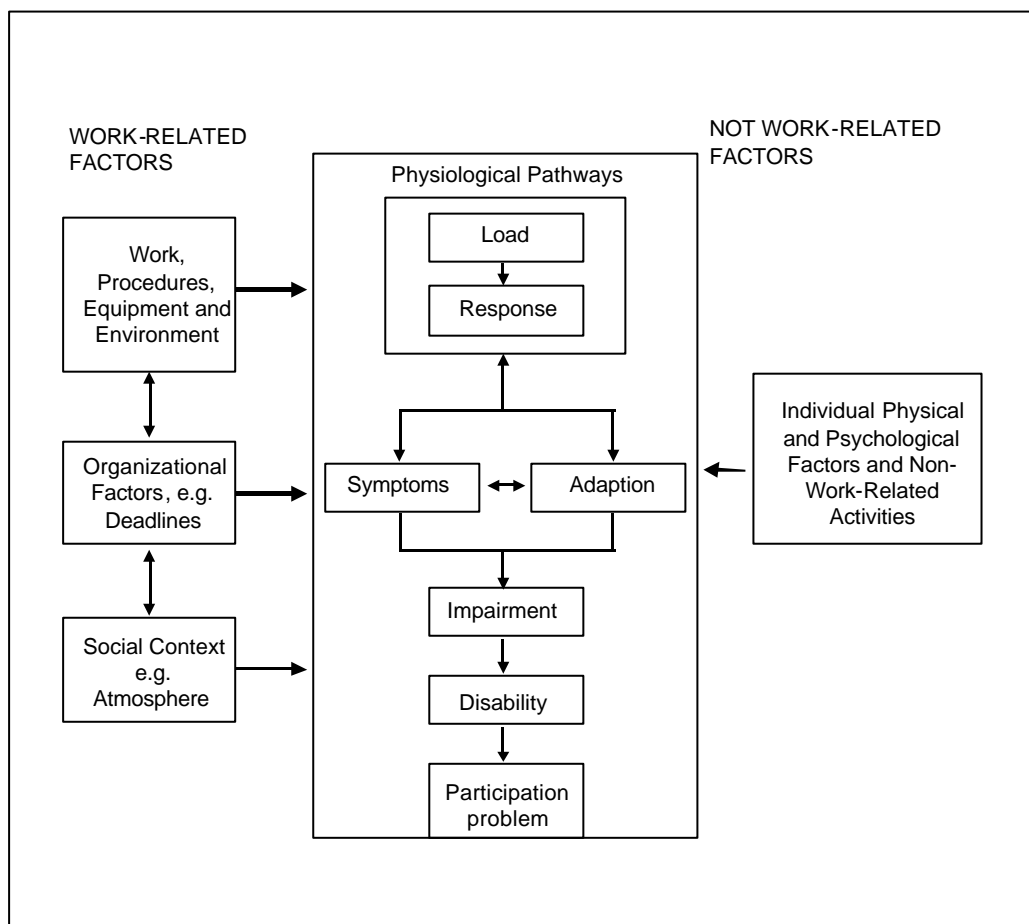 WORK-RELATED
FACTORS
NOT WORK-RELATED
FACTORS
Work,
Procedures,
Equipment and
Environment
Organizational
Factors, e.g.
Deadlines
Social Context
e.g.
Atmosphere
Physiological Pathways
Load
Response
Symptoms
Adaption
Impairment
Disability
Participation
problem
Individual Physical
and Psychological
Factors and Non-
Work-Related
Activities